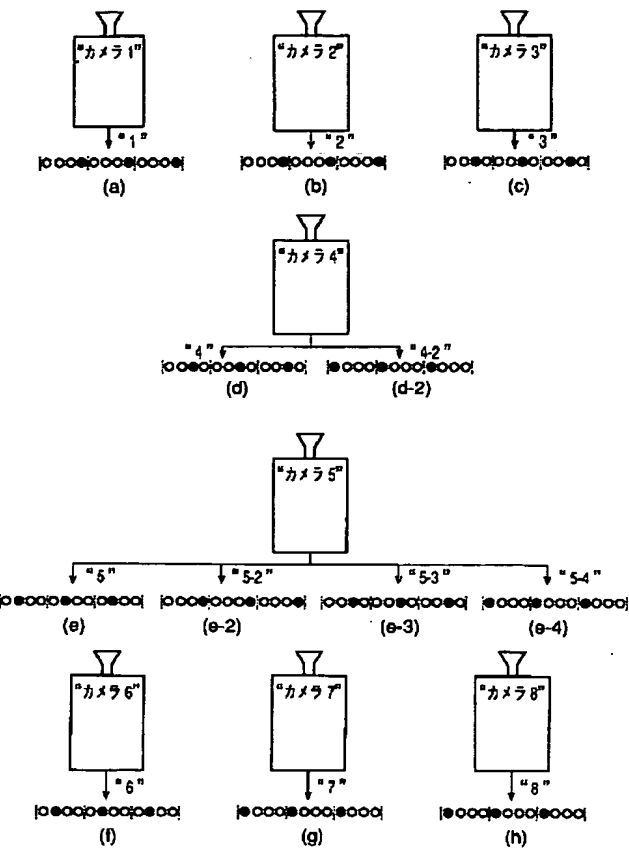 “カメラ1” “カメラ2” “カメラ3”
“1” “2” “3”
(a) (b) (c)
“カメラ4”
“4” “4-2”
(d) (d-2)
“カメラ5”
“5” “5-2” “5-3” “5-4”
(e) (e-2) (e-3) (e-4)
“カメラ6” “カメラ7” “カメラ8”
“6” “7” “8”
(f) (g) (h)